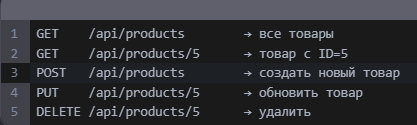 1 GET /api/products → все товары
2 GET /api/products/5 → товар с ID=5
3 POST /api/products → создать новый товар
4 PUT /api/products/5 → обновить товар
5 DELETE /api/products/5 → удалить